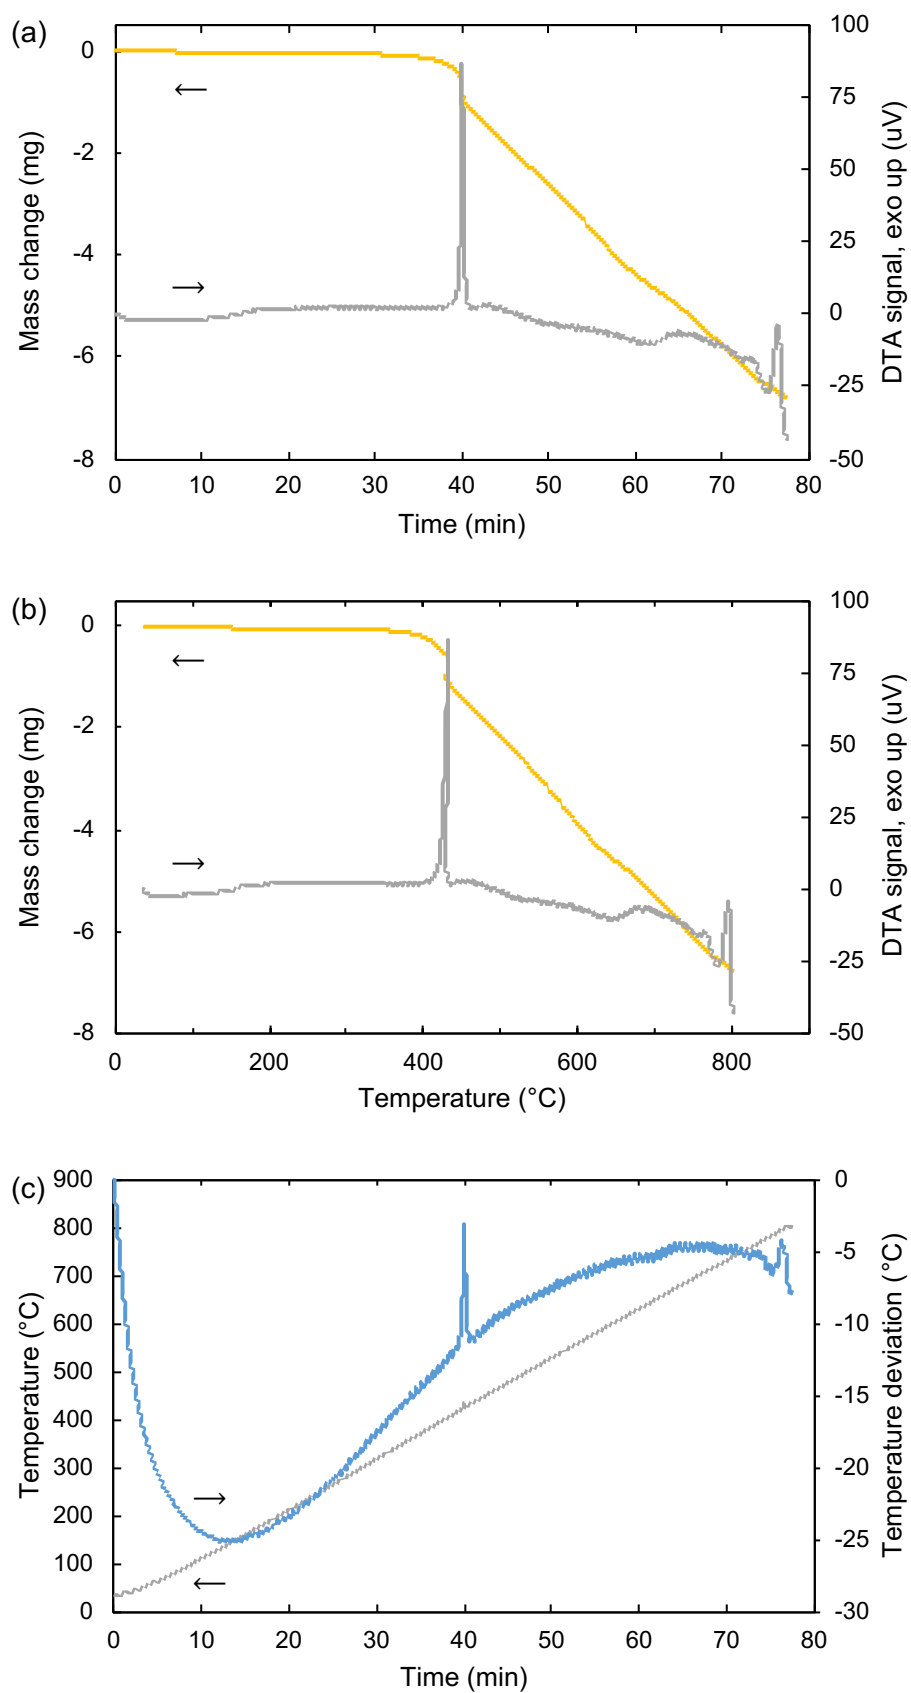 (a)
Mass change (mg)
0
-2
-4
-6
-8
100
75
50
25
0
-25
-50
DTA signal, exo up (uV)
0 10 20 30 40 50 60 70 80
Time (min)
(b)
Mass change (mg)
0
-2
-4
-6
-8
100
75
50
25
0
-25
-50
DTA signal, exo up (uV)
0 200 400 600 800
Temperature (°C)
(c)
Temperature (°C)
900
800
700
600
500
400
300
200
100
0
0
-5
-10
-15
-20
-25
-30
Temperature deviation (°C)
0 10 20 30 40 50 60 70 80
Time (min)